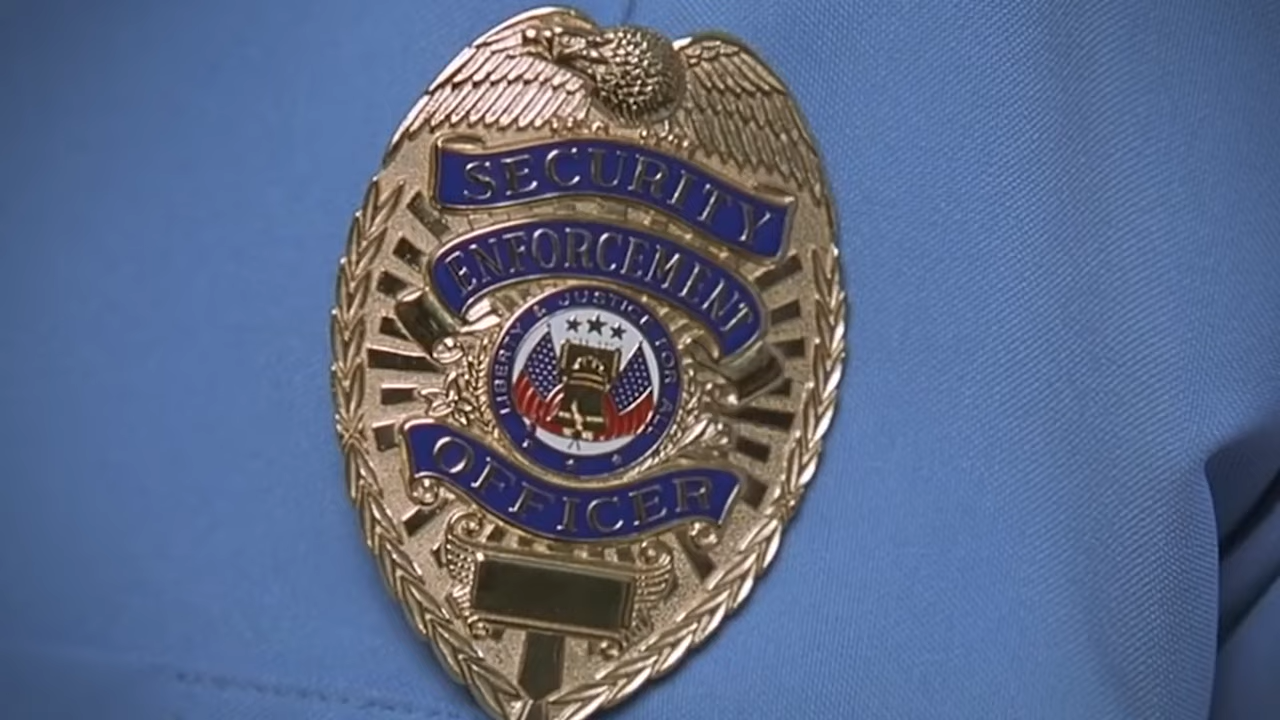 SECURITY
ENFORCEMENT
LIBERTY & JUSTICE FOR ALL
OFFICER